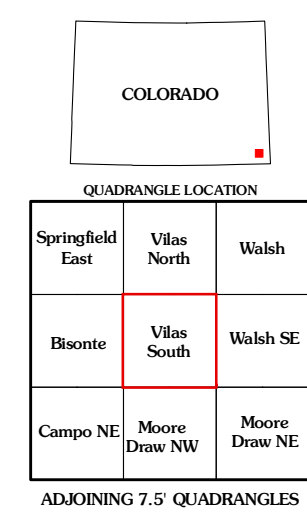 COLORADO
QUADRANGLE LOCATION
Springfield
East
Vilas
North
Walsh
Bisonte
Vilas
South
Walsh SE
Campo NE
Moore
Draw NW
Moore
Draw NE
ADJOINING 7.5' QUADRANGLES